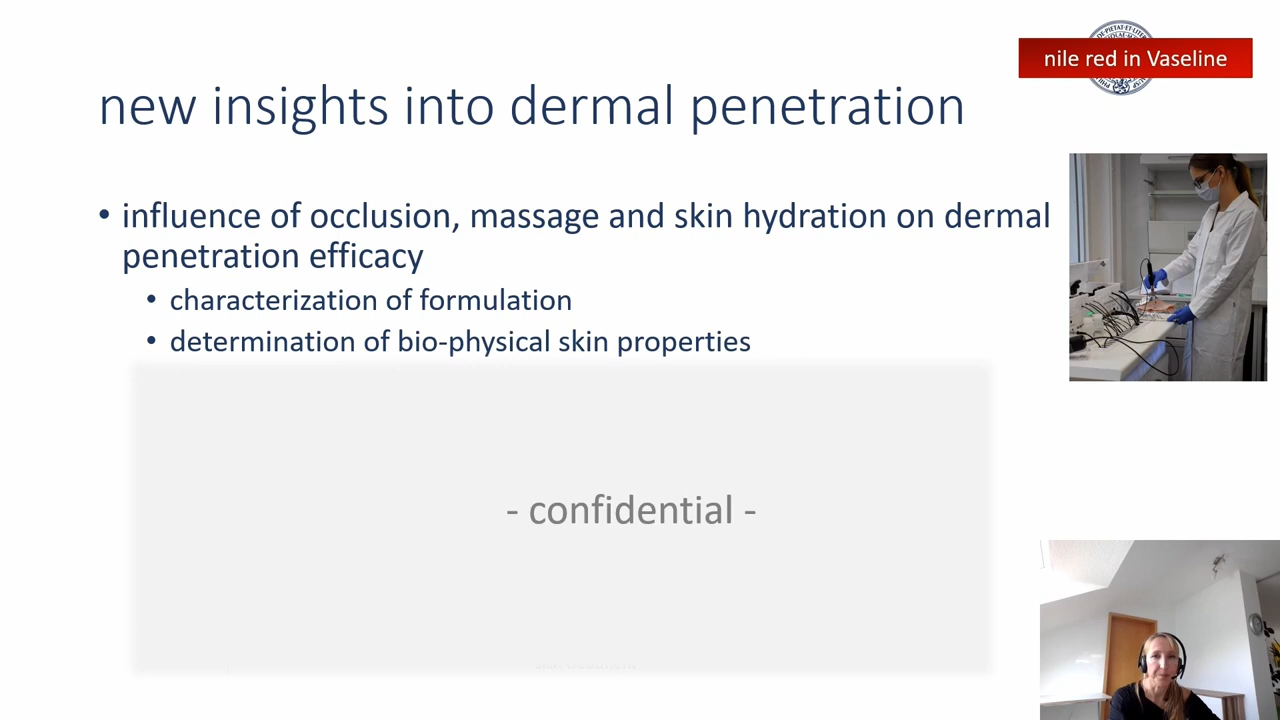 nile red in Vaseline
new insights into dermal penetration
• influence of occlusion, massage and skin hydration on dermal
penetration efficacy
• characterization of formulation
• determination of bio-physical skin properties
- confidential -